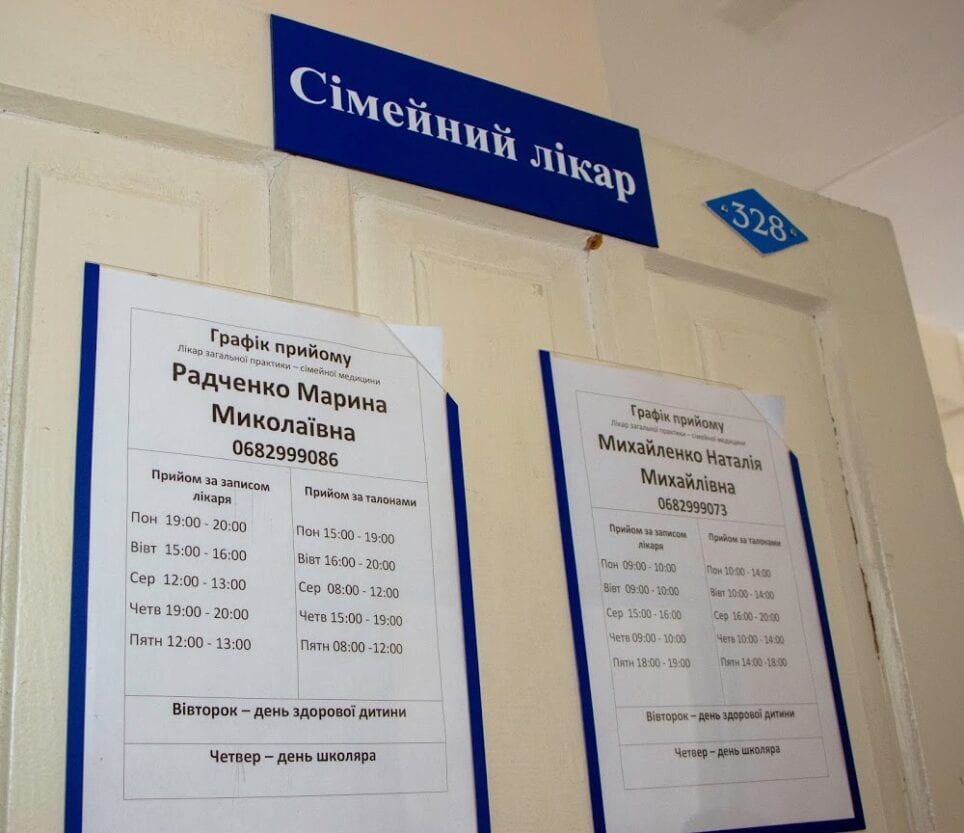 Сімейний лікар
328
Графік прийому
Лікар загальної практики – сімейної медицини
Радченко Марина
Миколаївна
0682999086
Прийом за записом
лікаря
Пон 19:00 - 20:00
Вівт 15:00 - 16:00
Сер 12:00 - 13:00
Четв 19:00 - 20:00
Пятн 12:00 - 13:00
Прийом за талонами
Пон 15:00 - 19:00
Вівт 16:00 - 20:00
Сер 08:00 - 12:00
Четв 15:00 - 19:00
Пятн 08:00 -12:00
Вівторок – день здорової дитини
Четвер – день школяра
Графік прийому
Лікар загальної практики – сімейної медицини
Михайленко Наталія
Михайлівна
0682999073
Прийом за записом
лікаря
Пон 09:00 - 10:00
Вівт 09:00 - 10:00
Сер 15:00 - 16:00
Четв 09:00 - 10:00
Пятн 18:00 - 19:00
Прийом за талонами
Пон 10:00 - 14:00
Вівт 10:00 - 14:00
Сер 16:00 - 20:00
Четв 10:00 - 14:00
Пятн 14:00 -18:00
Вівторок – день здорової дитини
Четвер – день школяра